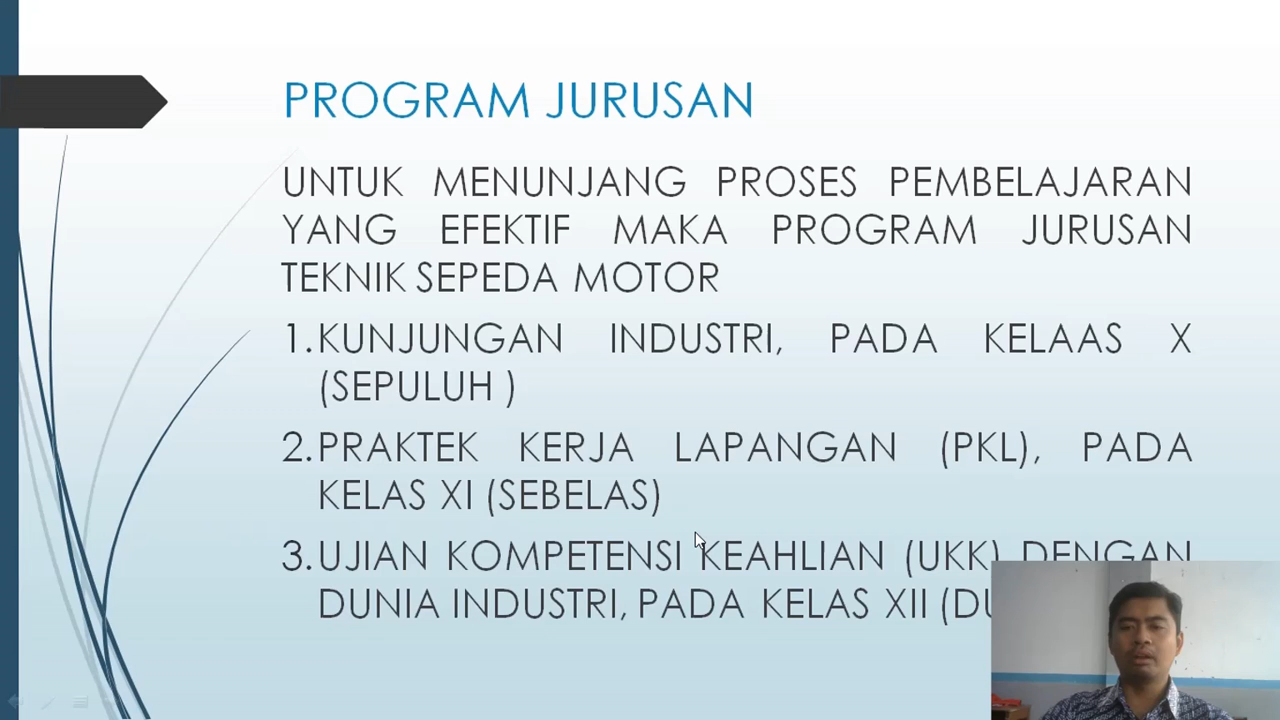 PROGRAM JURUSAN
UNTUK MENUNJANG PROSES PEMBELAJARAN
YANG EFEKTIF MAKA PROGRAM JURUSAN
TEKNIK SEPEDA MOTOR
1. KUNJUNGAN INDUSTRI, PADA KELAAS X
(SEPULUH )
2. PRAKTEK KERJA LAPANGAN (PKL), PADA
KELAS XI (SEBELAS)
3. UJIAN KOMPETENSI KEAHLIAN (UKK) DENGAN
DUNIA INDUSTRI, PADA KELAS XII